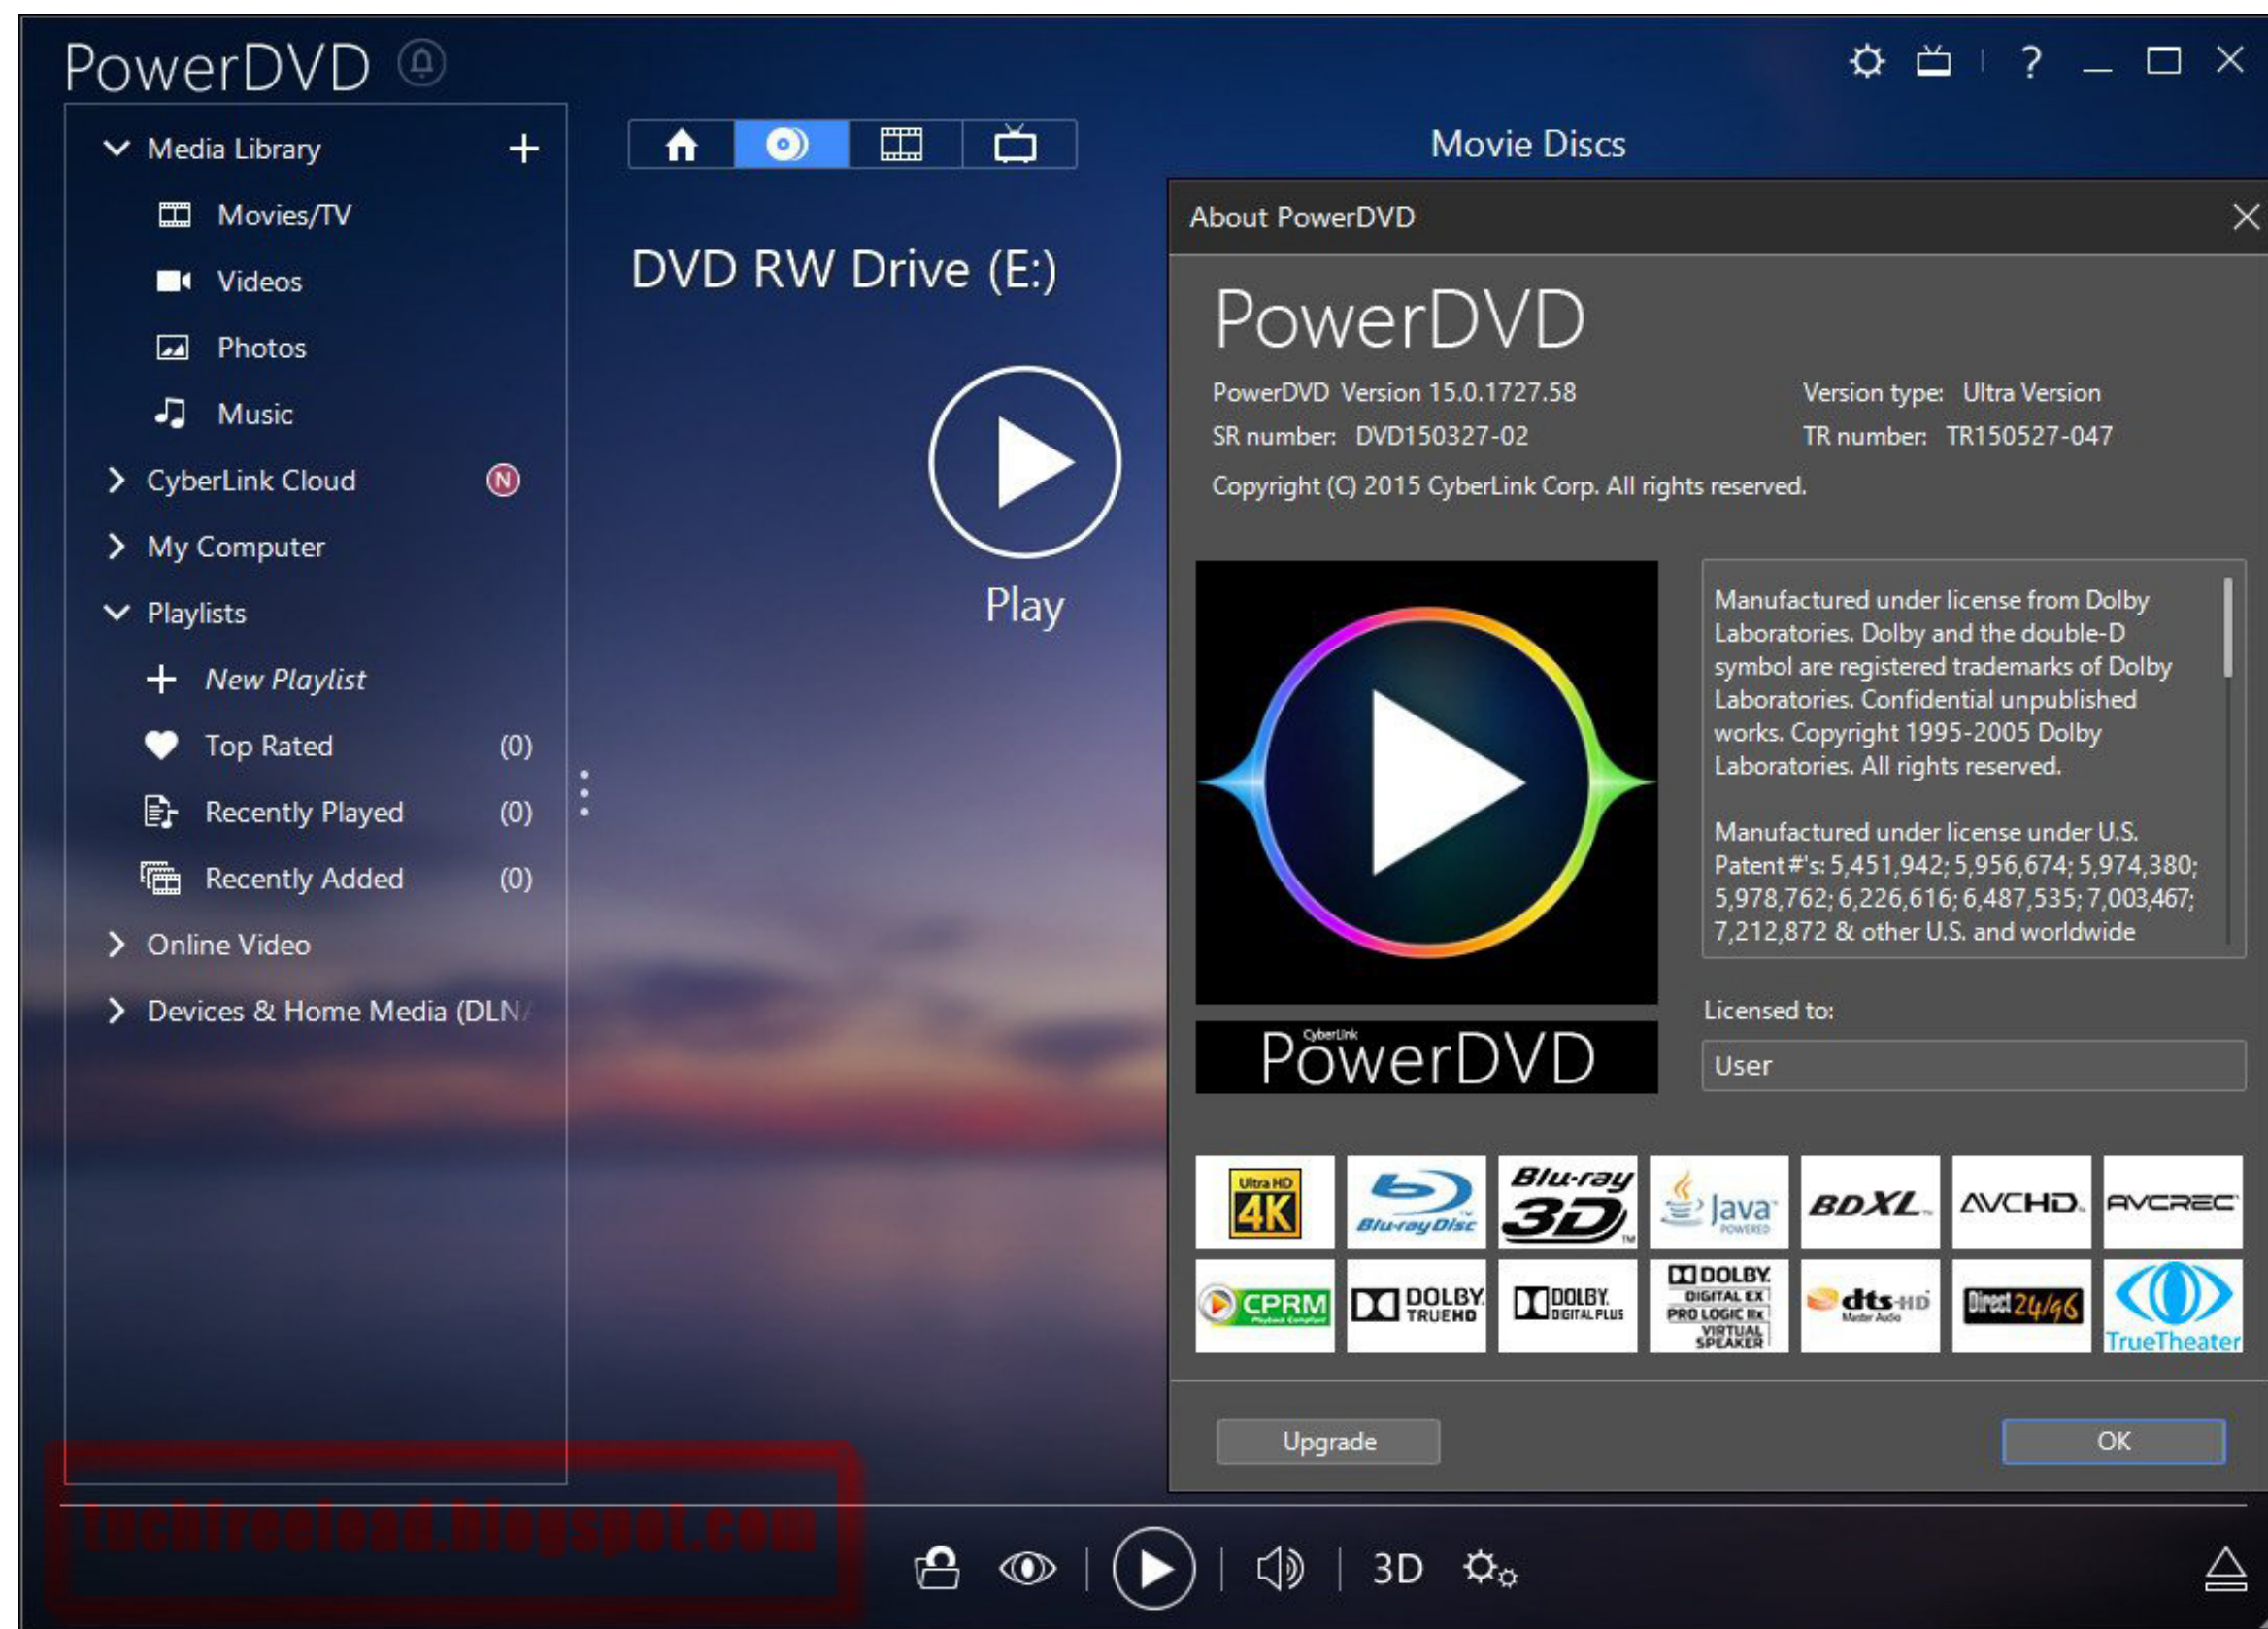 PowerDVD
Media Library
Movies/TV
Videos
Photos
Music
CyberLink Cloud N
My Computer
Playlists
New Playlist
Top Rated (0)
Recently Played (0)
Recently Added (0)
Online Video
Devices & Home Media (DLN
Movie Discs
DVD RW Drive (E:)
Play
About PowerDVD
PowerDVD
PowerDVD Version 15.0.1727.58
Version type: Ultra Version
SR number: DVD150327-02
TR number: TR150527-047
Copyright (C) 2015 CyberLink Corp. All rights reserved.
Manufactured under license from Dolby
Laboratories. Dolby and the double-D
symbol are registered trademarks of Dolby
Laboratories. Confidential unpublished
works. Copyright 1995-2005 Dolby
Laboratories. All rights reserved.
Manufactured under license under U.S.
Patent #'s: 5,451,942; 5,956,674; 5,974,380;
5,978,762; 6,226,616; 6,487,535; 7,003,467;
7,212,872 & other U.S. and worldwide
CyberLink
PowerDVD
Licensed to:
User
Ultra HD
4K
Blu-ray Disc
Blu-ray
3D
Java
POWERED
BDXL
AVCHD
AVCREC
CPRM
Playback Compliant
DOLBY
TRUEHD
DOLBY
DIGITAL PLUS
DOLBY
DIGITAL EX
PRO LOGIC IIx
VIRTUAL
SPEAKER
dts-HD
Master Audio
Direct 24/96
TrueTheater
Upgrade
OK
tuchfreeload.blogspot.com
3D